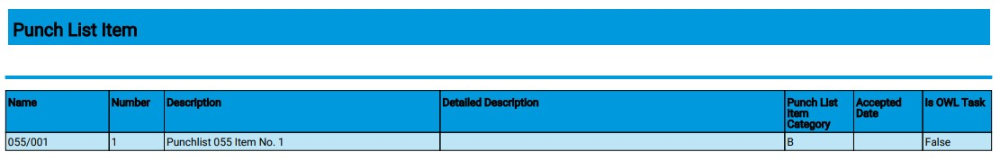 Punch List Item
Name Number Description Detailed Description Punch List Item Category Accepted Date Is OWL Task
055/001 1 Punchlist 055 Item No. 1 B False